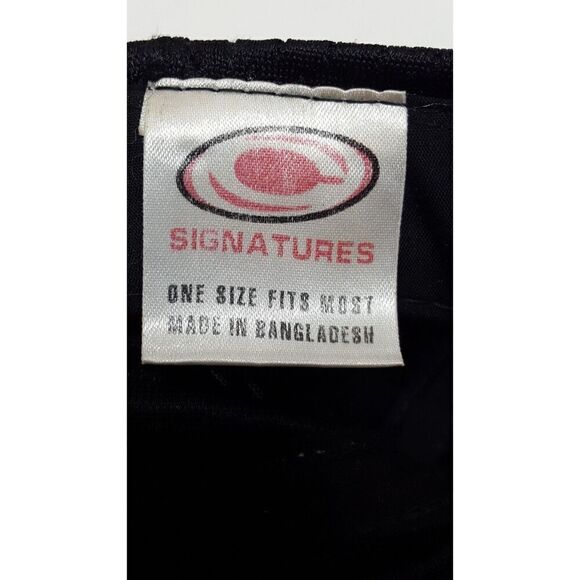 SIGNATURES
ONE SIZE FITS MOST
MADE IN BANGLADESH